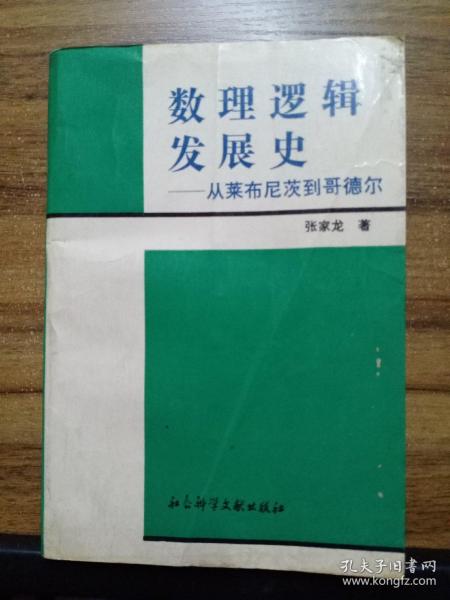 数理逻辑
发展史
——从莱布尼茨到哥德尔
张家龙 著
社会科学文献出版社
孔夫子旧书网
www.kongfz.com